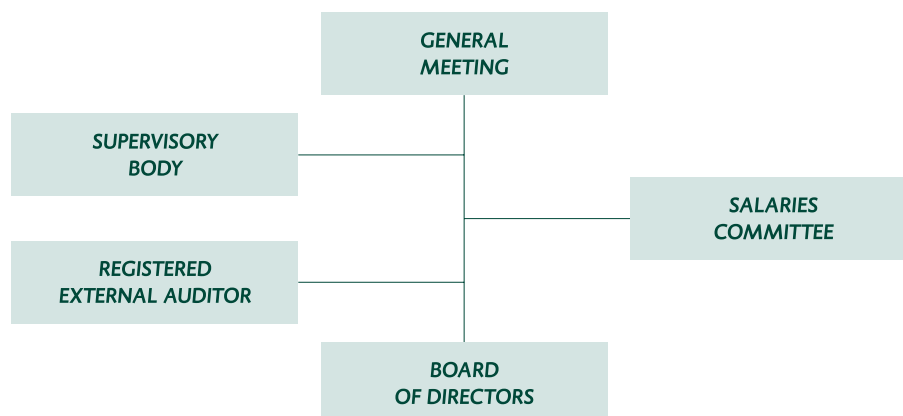 GENERAL
MEETING
SUPERVISORY
BODY
SALARIES
COMMITTEE
REGISTERED
EXTERNAL AUDITOR
BOARD
OF DIRECTORS